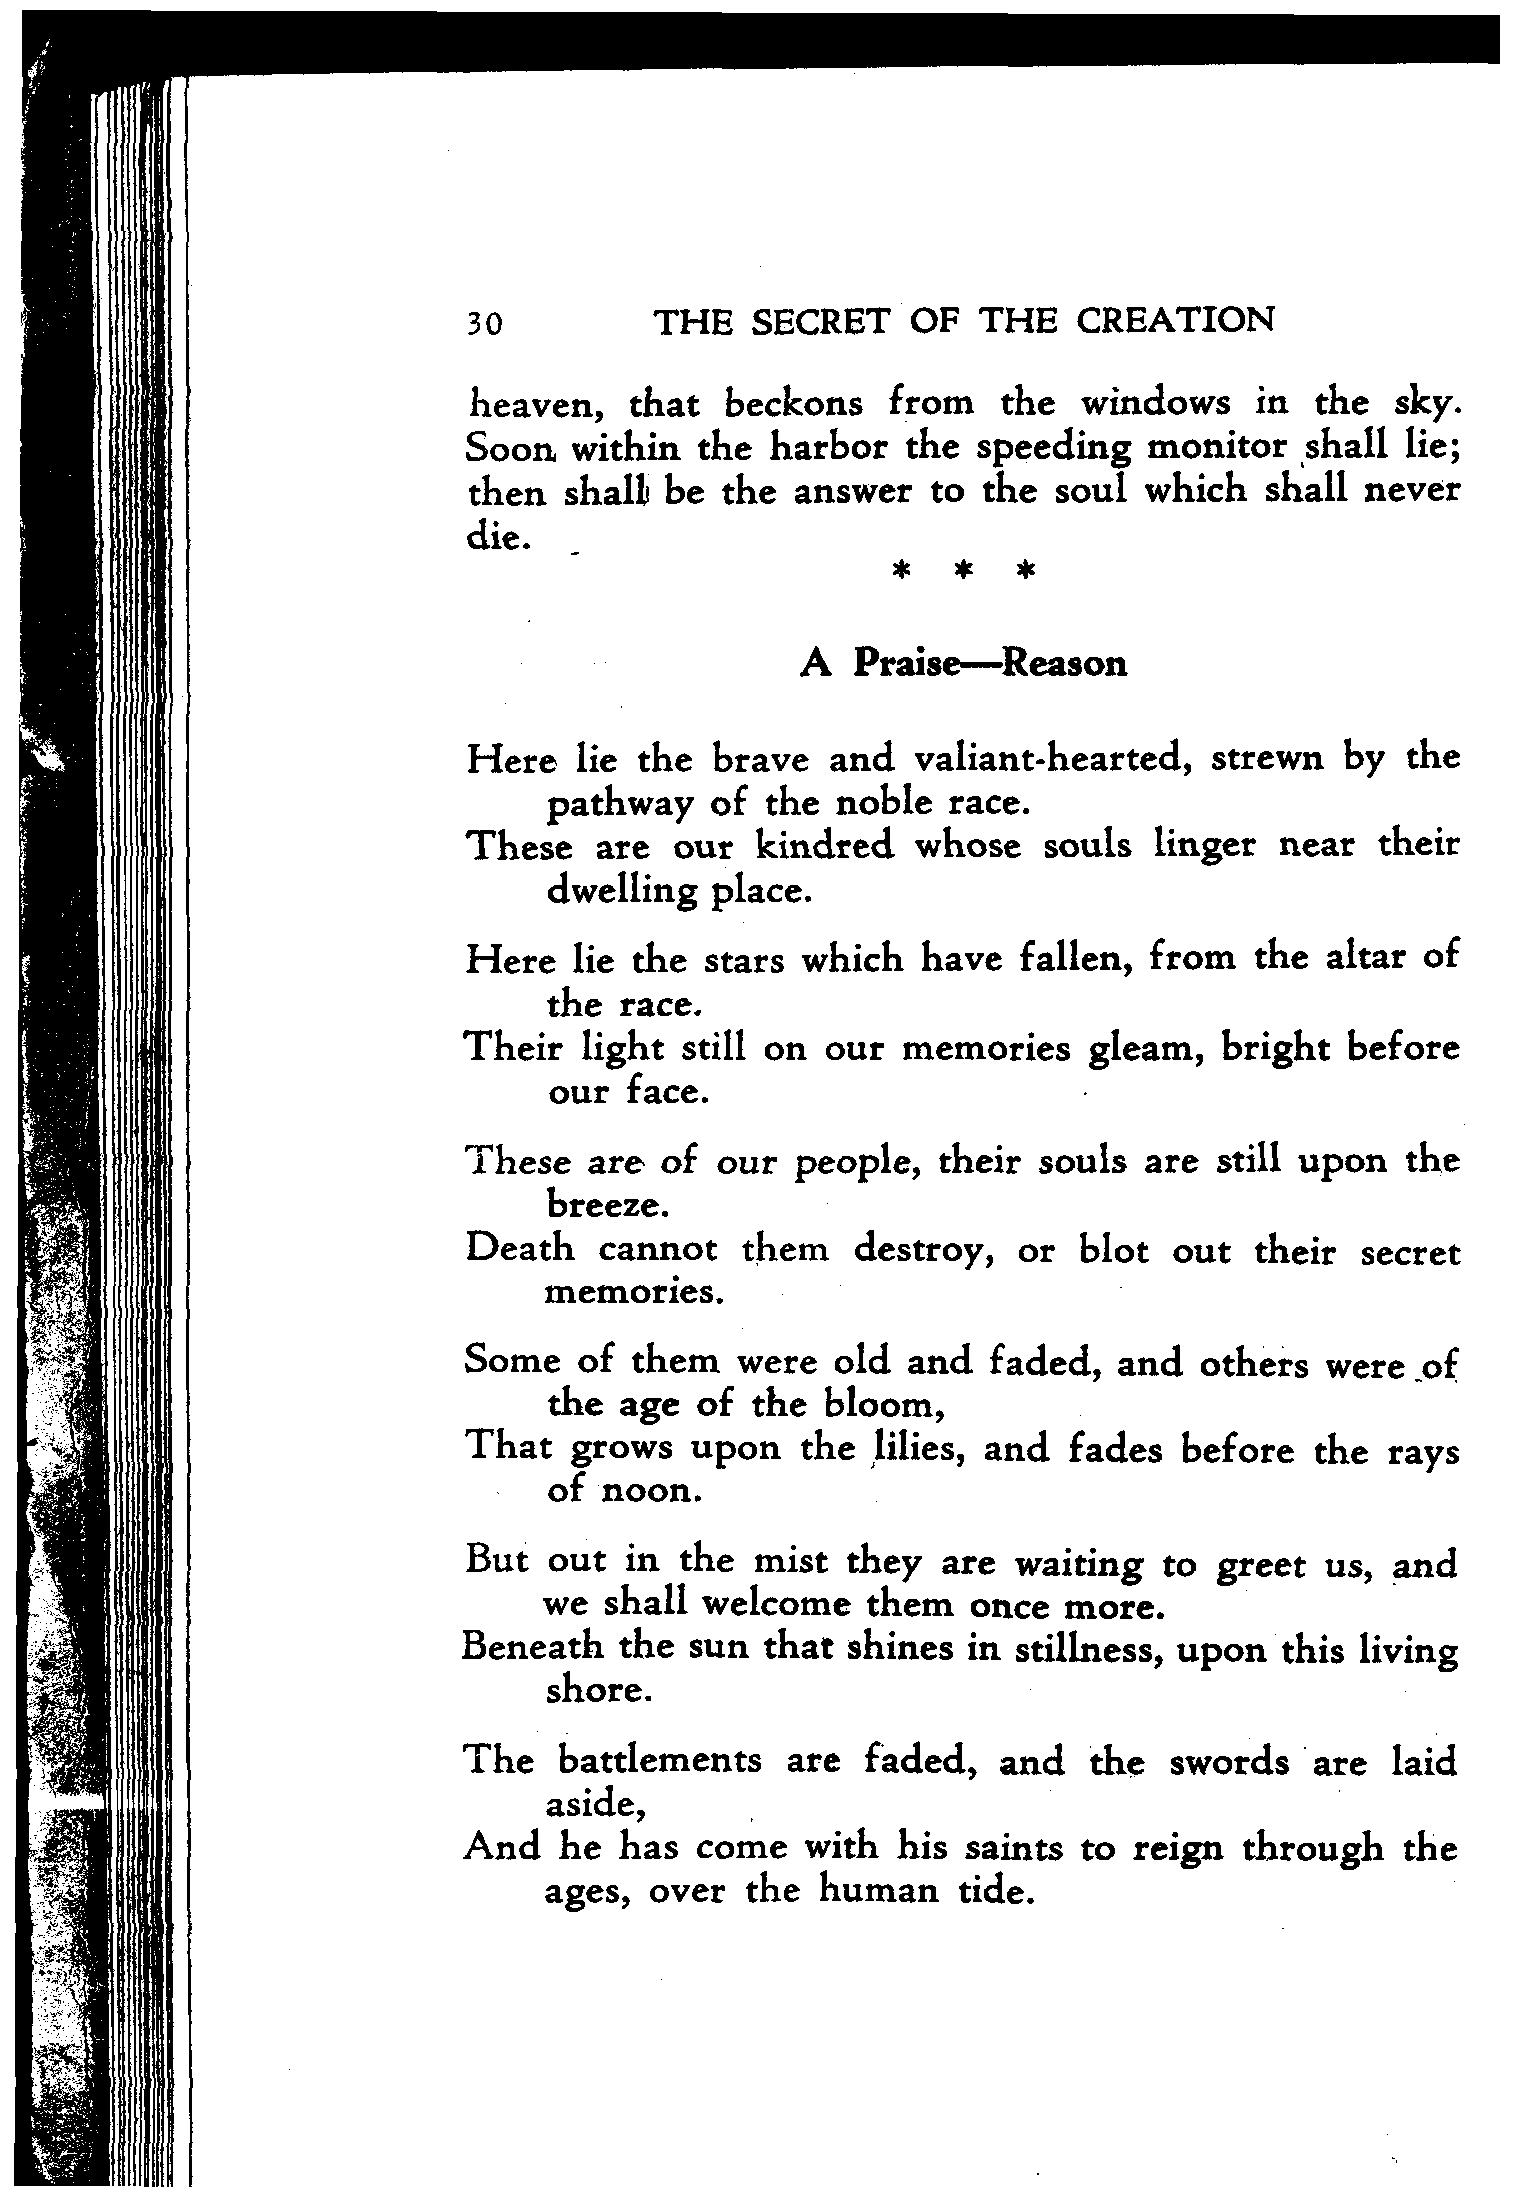 30 THE SECRET OF THE CREATION
heaven, that beckons from the windows in the sky.
Soon within the harbor the speeding monitor shall lie;
then shall be the answer to the soul which shall never
die.
* * *
A Praise—Reason
Here lie the brave and valiant-hearted, strewn by the
pathway of the noble race.
These are our kindred whose souls linger near their
dwelling place.
Here lie the stars which have fallen, from the altar of
the race.
Their light still on our memories gleam, bright before
our face.
These are of our people, their souls are still upon the
breeze.
Death cannot them destroy, or blot out their secret
memories.
Some of them were old and faded, and others were of
the age of the bloom,
That grows upon the lilies, and fades before the rays
of noon.
But out in the mist they are waiting to greet us, and
we shall welcome them once more.
Beneath the sun that shines in stillness, upon this living
shore.
The battlements are faded, and the swords are laid
aside,
And he has come with his saints to reign through the
ages, over the human tide.